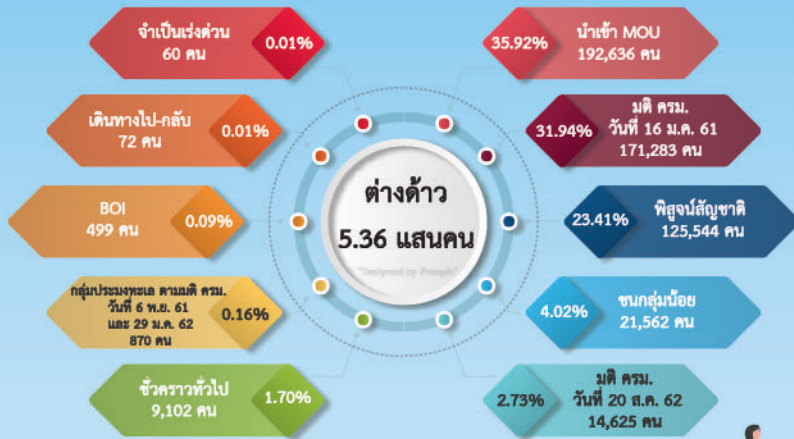 จำเป็นเร่งด่วน
60 คน
0.01%
35.92%
นำเข้า MOU
192,636 คน
เดินทางไป-กลับ
72 คน
0.01%
31.94%
มติ ครม.
วันที่ 16 ม.ค. 61
171,283 คน
BOI
499 คน
0.09%
ต่างด้าว
5.36 แสนคน
"Designed by Freepik"
23.41%
พิสูจน์สัญชาติ
125,544 คน
กลุ่มประมงทะเล ตามมติ ครม.
วันที่ 6 พ.ย. 61
และ 29 ม.ค. 62
870 คน
0.16%
4.02%
ชนกลุ่มน้อย
21,562 คน
ชั่วคราวทั่วไป
9,102 คน
1.70%
2.73%
มติ ครม.
วันที่ 20 ส.ค. 62
14,625 คน